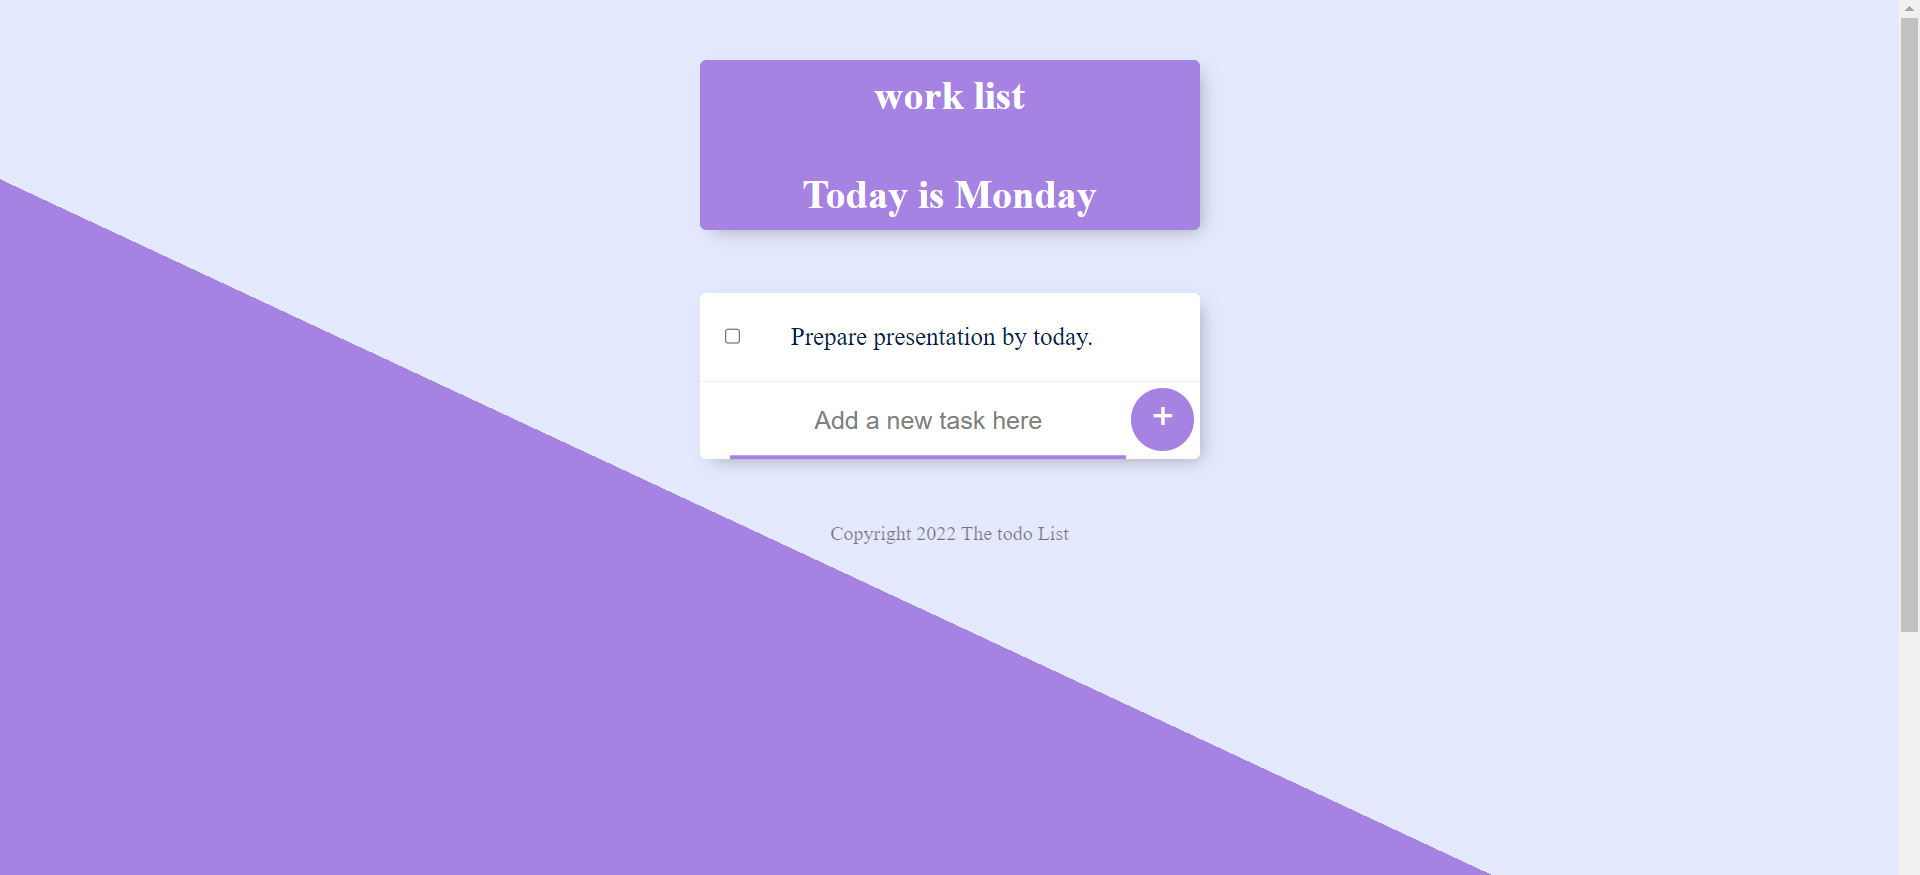 work list
Today is Monday
Prepare presentation by today.
Add a new task here
+
Copyright 2022 The todo List